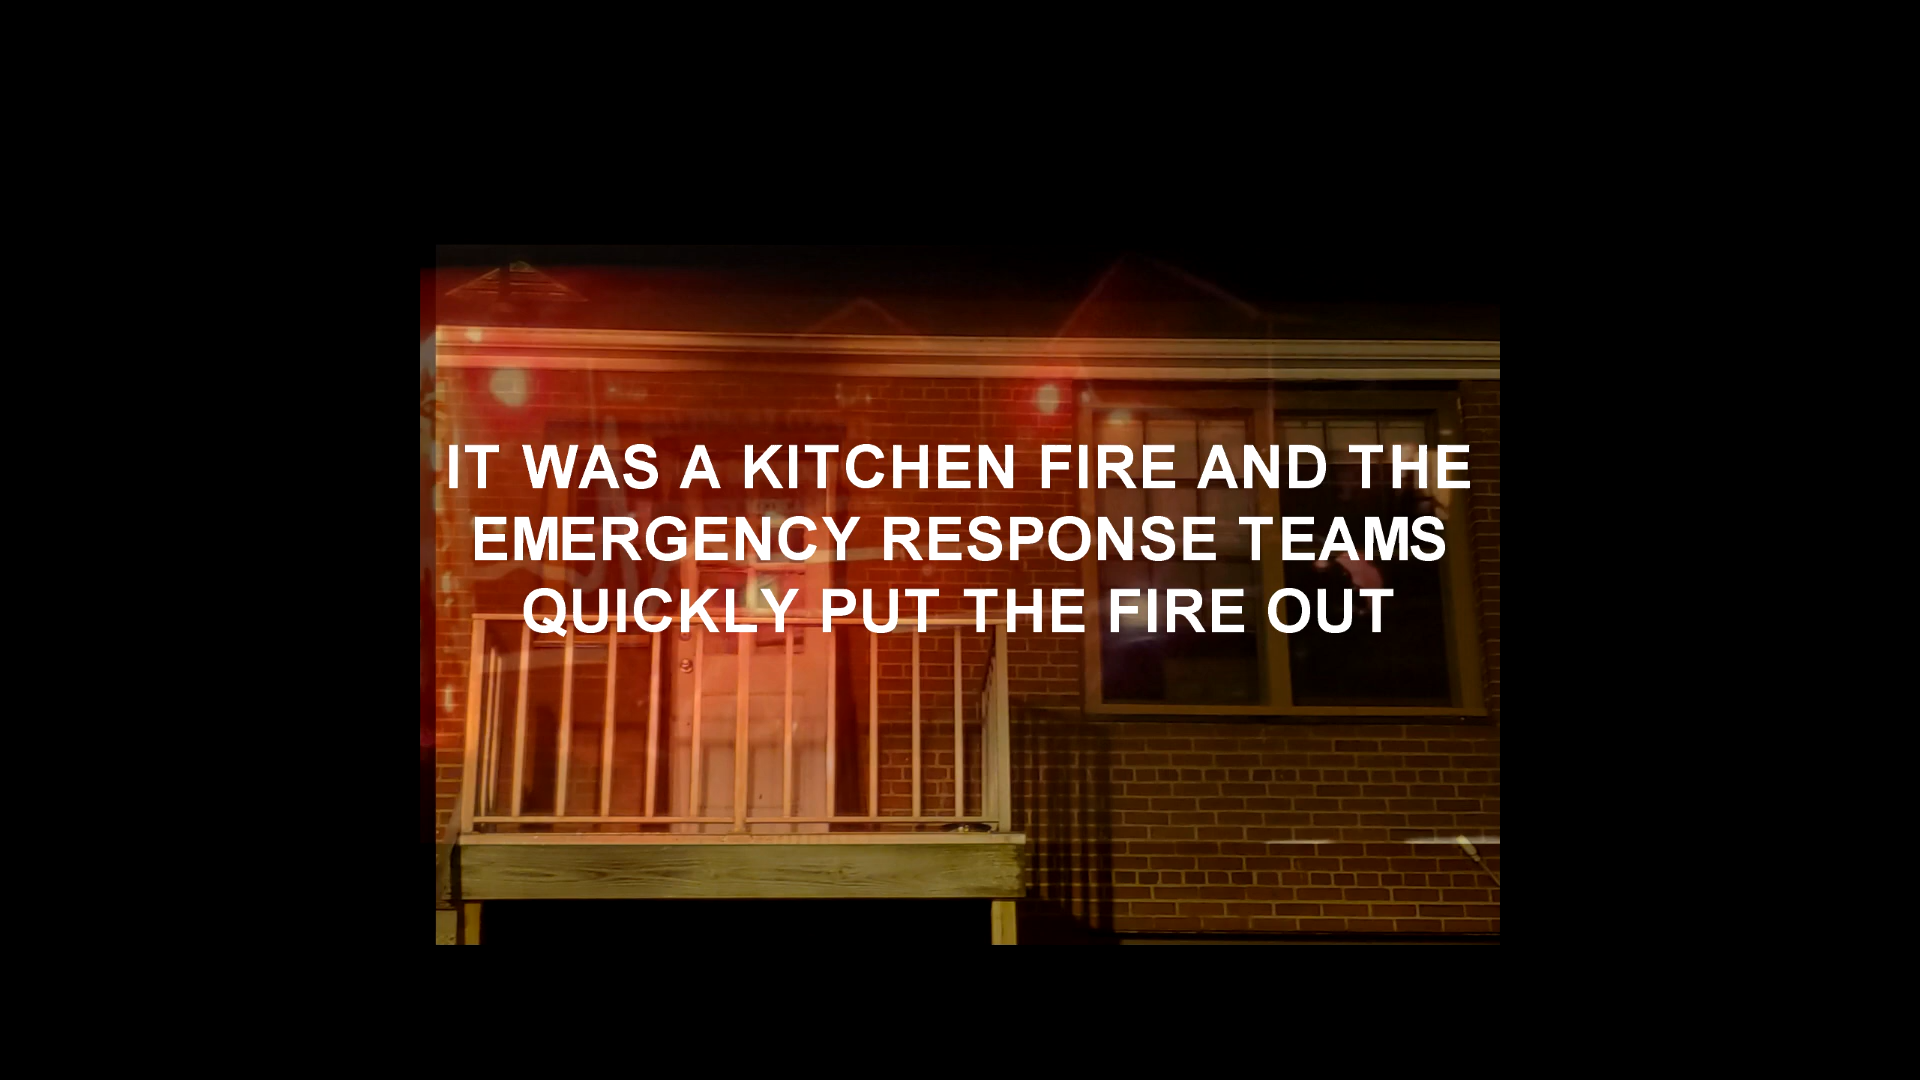 IT WAS A KITCHEN FIRE AND THE
EMERGENCY RESPONSE TEAMS
QUICKLY PUT THE FIRE OUT